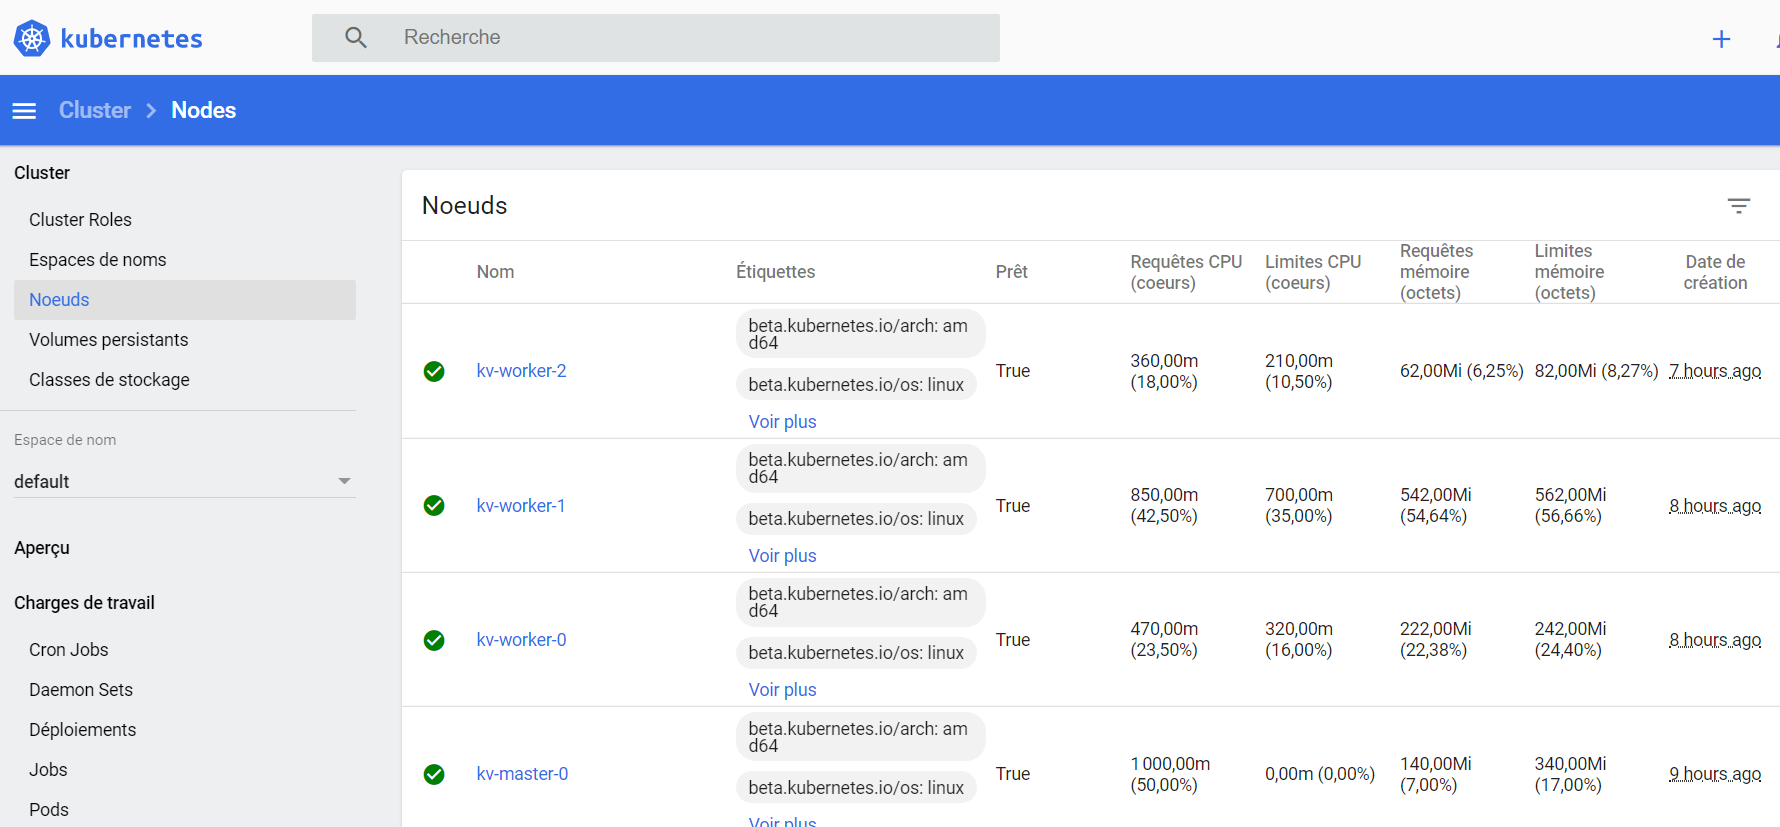 kubernetes
Recherche
Cluster
Nodes
Cluster
Cluster Roles
Espaces de noms
Noeuds
Volumes persistants
Classes de stockage
Espace de nom
default
Aperçu
Charges de travail
Cron Jobs
Daemon Sets
Déploiements
Jobs
Pods
Noeuds
Nom
Étiquettes
Prêt
Requêtes CPU
(coeurs)
Limites CPU
(coeurs)
Requêtes
mémoire
(octets)
Limites
mémoire
(octets)
Date de
création
kv-worker-2
beta.kubernetes.io/arch: am
d64
beta.kubernetes.io/os: linux
Voir plus
True
360,00m
(18,00%)
210,00m
(10,50%)
62,00Mi (6,25%)
82,00Mi (8,27%)
7 hours ago
kv-worker-1
beta.kubernetes.io/arch: am
d64
beta.kubernetes.io/os: linux
Voir plus
True
850,00m
(42,50%)
700,00m
(35,00%)
542,00Mi
(54,64%)
562,00Mi
(56,66%)
8 hours ago
kv-worker-0
beta.kubernetes.io/arch: am
d64
beta.kubernetes.io/os: linux
Voir plus
True
470,00m
(23,50%)
320,00m
(16,00%)
222,00Mi
(22,38%)
242,00Mi
(24,40%)
8 hours ago
kv-master-0
beta.kubernetes.io/arch: am
d64
beta.kubernetes.io/os: linux
Voir plus
True
1 000,00m
(50,00%)
0,00m (0,00%)
140,00Mi
(7,00%)
340,00Mi
(17,00%)
9 hours ago